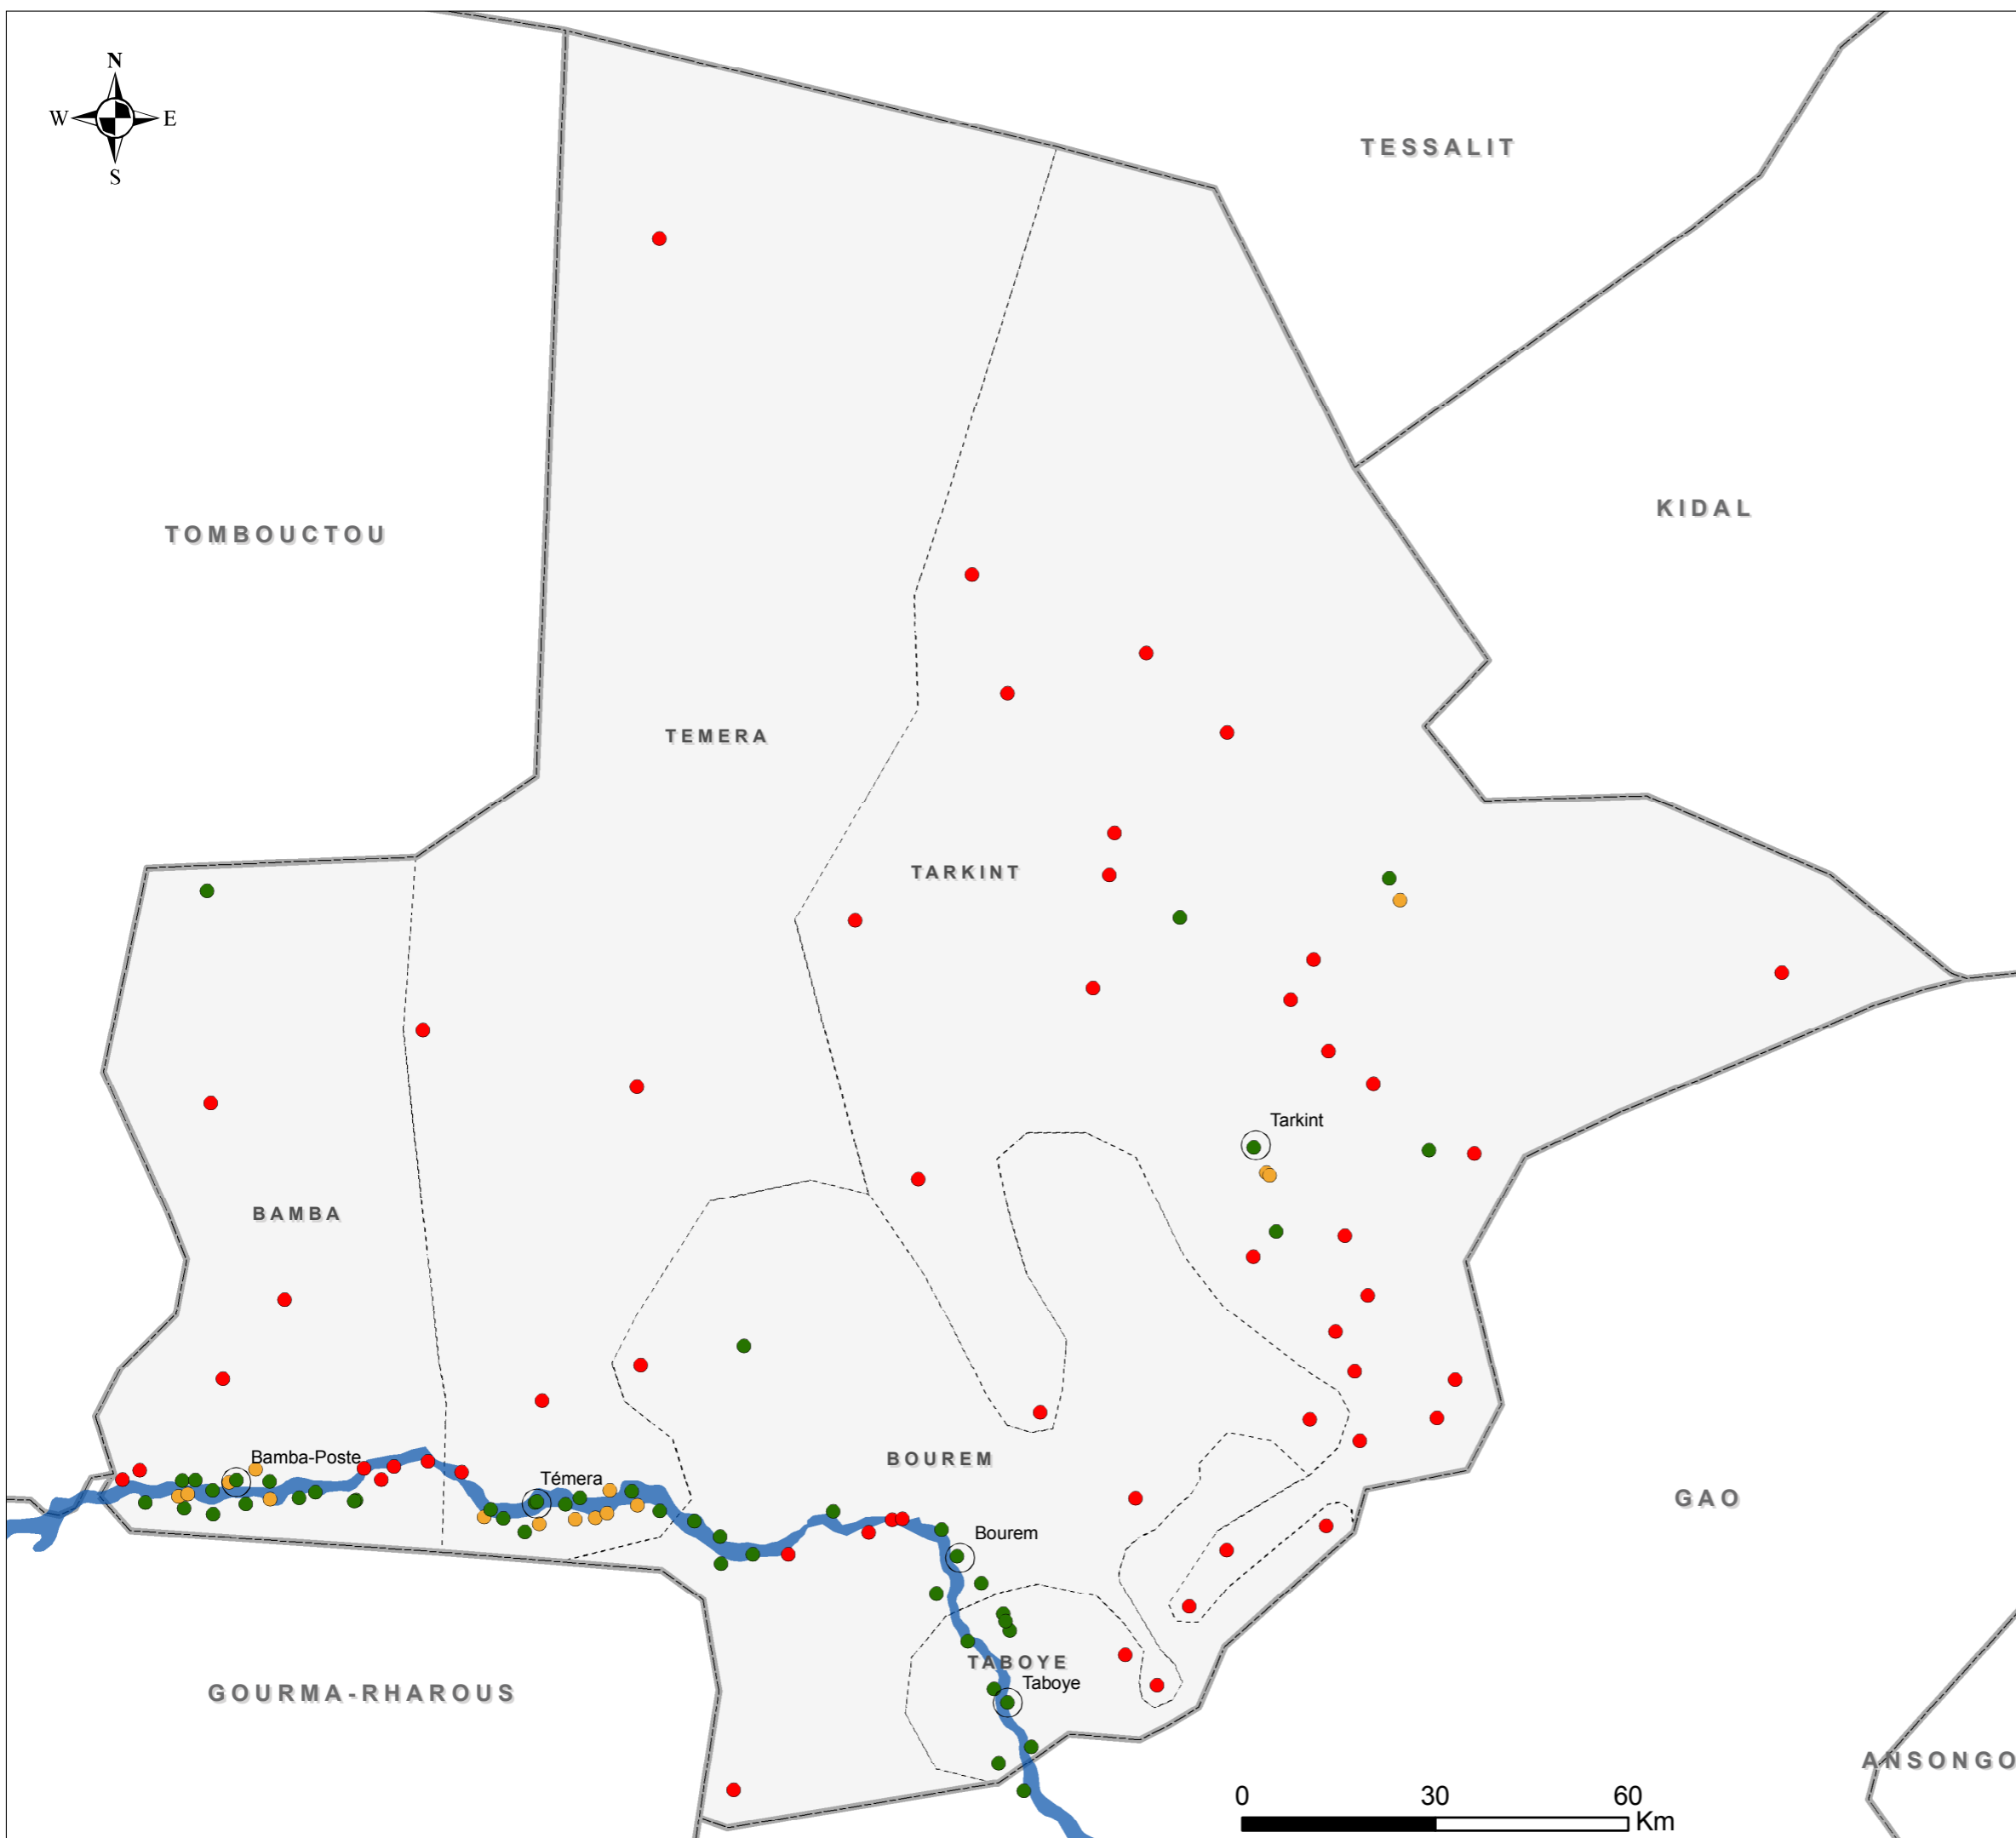 N
W E
S
TESSALIT
KIDAL
TOMBOUCTOU
TEMERA
TARKINT
Tarkint
BAMBA
Bamba-Poste
BOUREM
Témera
GAO
Bourem
TABOYE
Taboye
GOURMA-RHAROUS
ANSONGO
0 30 60
Km